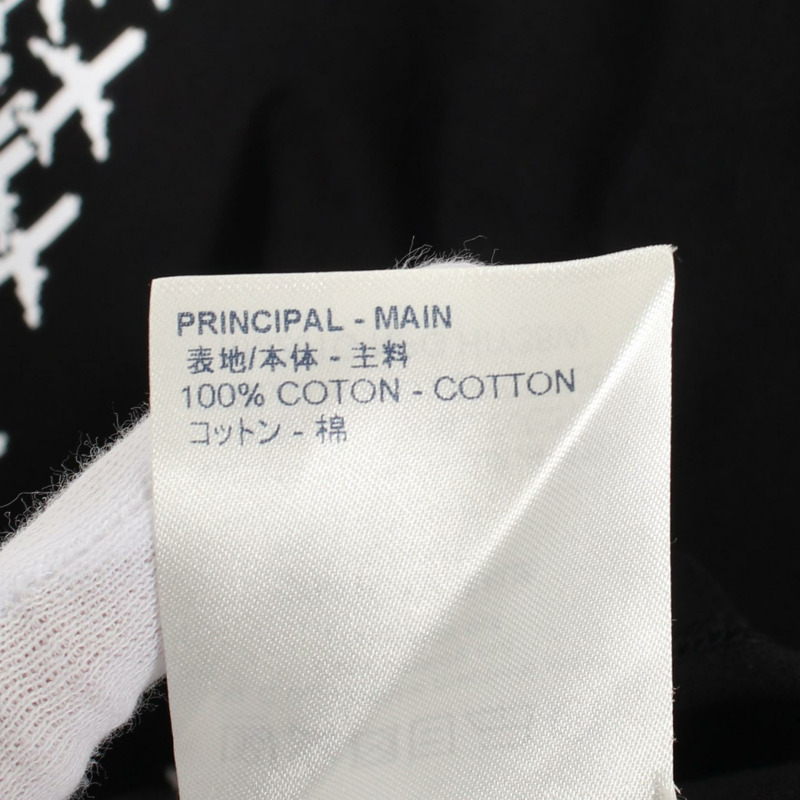 PRINCIPAL - MAIN
表地/本体 - 主料
100% COTON - COTTON
コットン - 棉